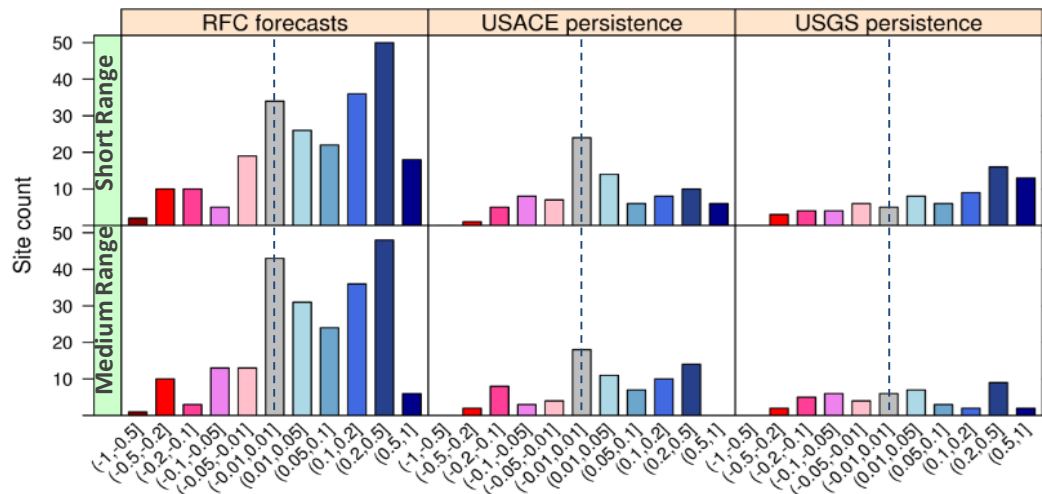 RFC forecasts USACE persistence USGS persistence
Site count
Short Range
50
40
30
20
10
Medium Range
50
40
30
20
10
(-1,-0.5] (-0.5,-0.2] (-0.2,-0.1] (-0.1,-0.05] (-0.05,-0.01] (-0.01,0.01] (0.01,0.05] (0.05,0.1] (0.1,0.2] (0.2,0.5] (0.5,1]
(-1,-0.5] (-0.5,-0.2] (-0.2,-0.1] (-0.1,-0.05] (-0.05,-0.01] (-0.01,0.01] (0.01,0.05] (0.05,0.1] (0.1,0.2] (0.2,0.5] (0.5,1]
(-1,-0.5] (-0.5,-0.2] (-0.2,-0.1] (-0.1,-0.05] (-0.05,-0.01] (-0.01,0.01] (0.01,0.05] (0.05,0.1] (0.1,0.2] (0.2,0.5] (0.5,1]